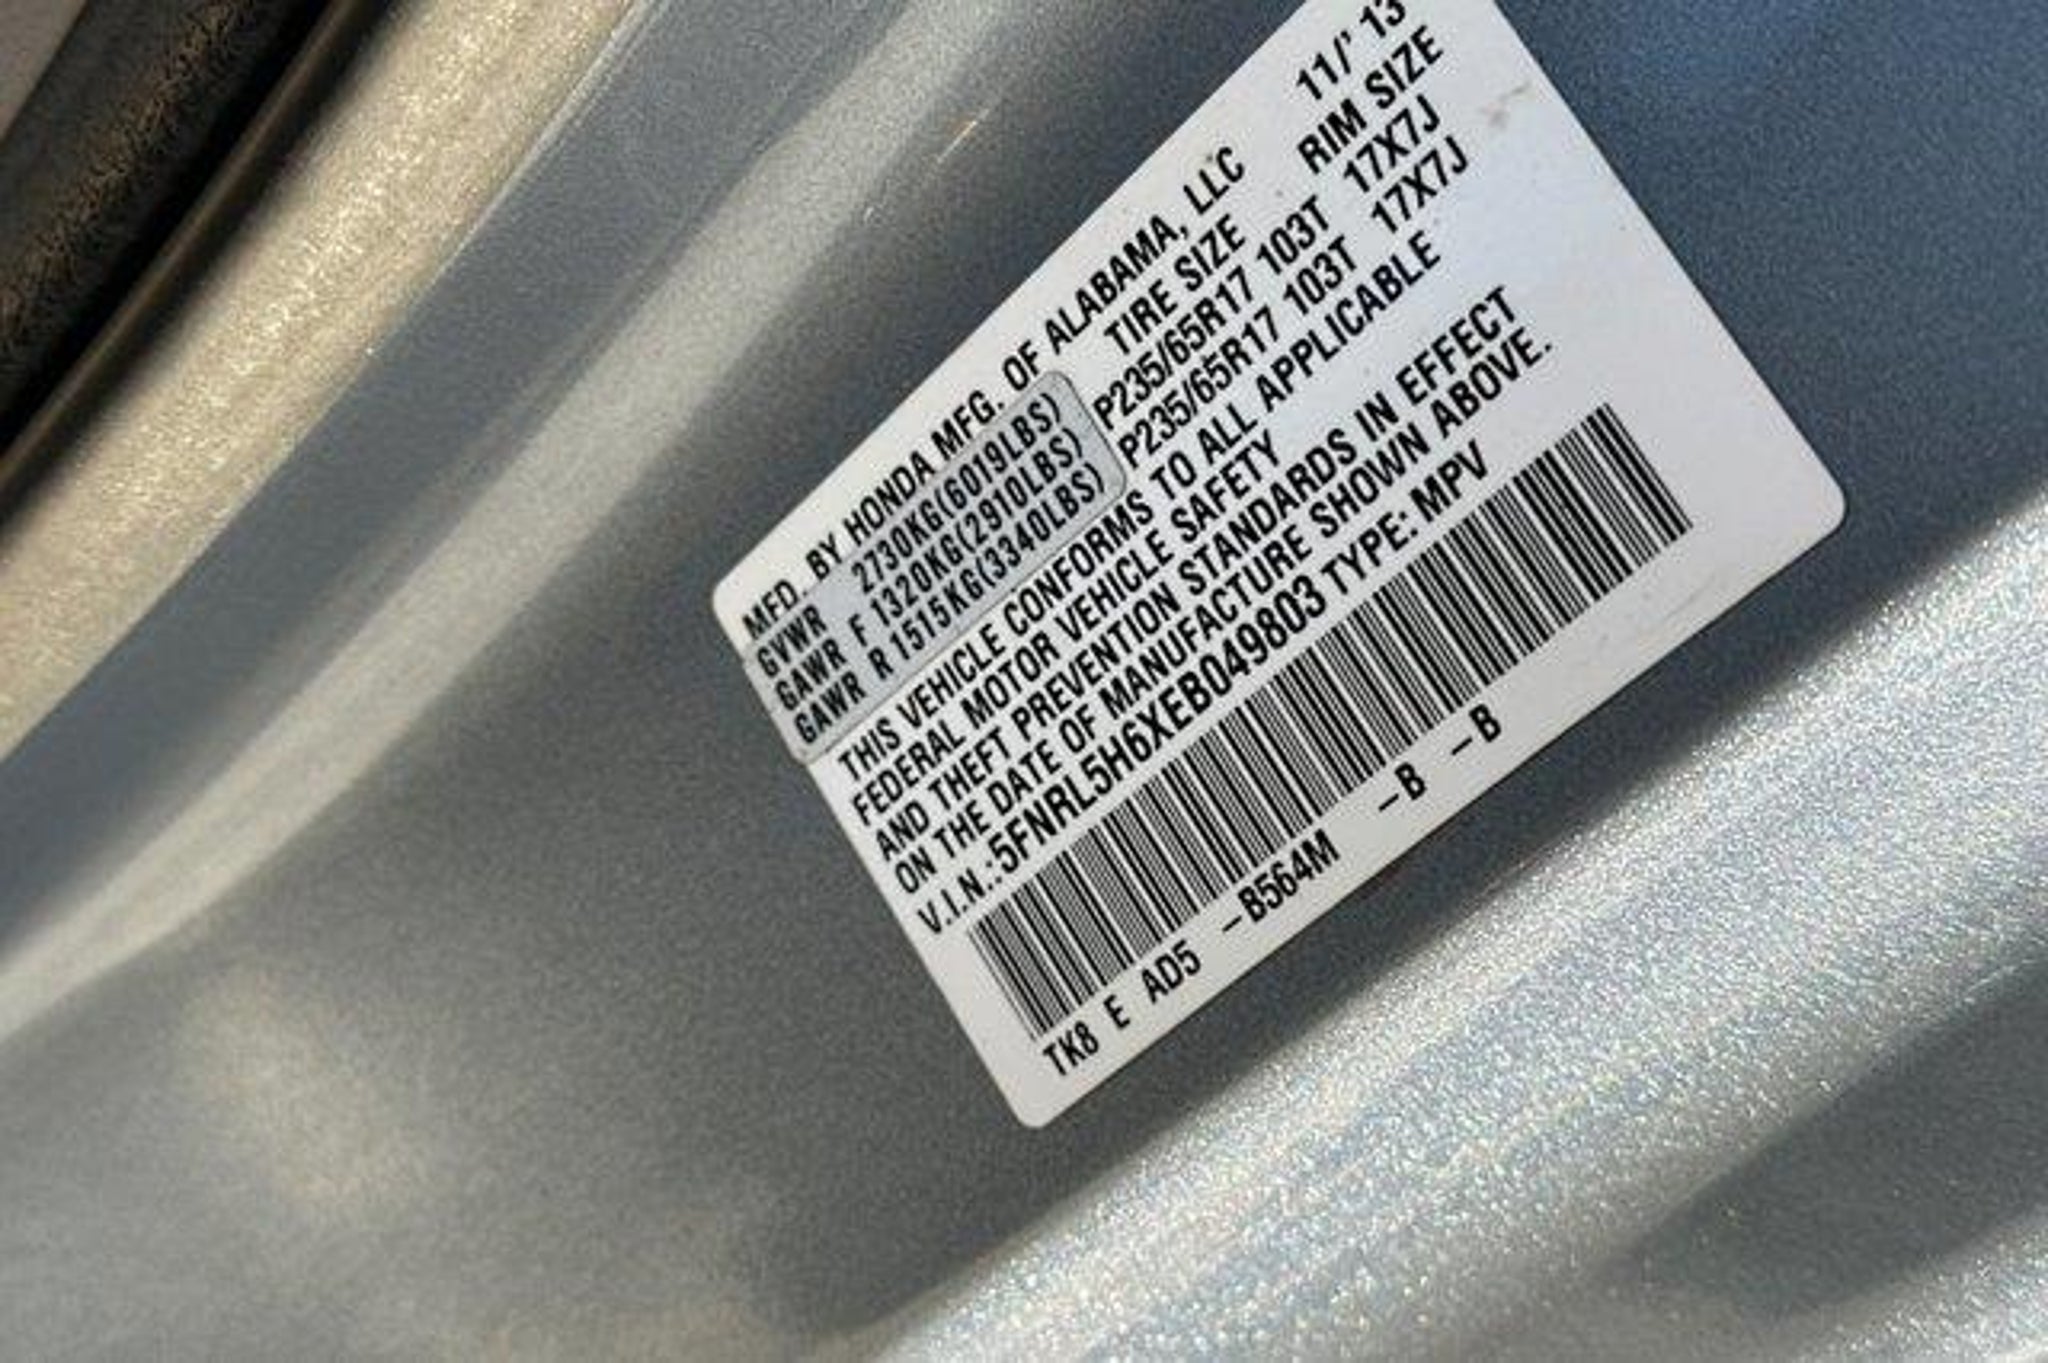 MFD. BY HONDA MFG. OF ALABAMA, LLC 11/' 13
GVWR 2730KG(6019LBS) TIRE SIZE RIM SIZE
GAWR F 1320KG(2910LBS) P235/65R17 103T 17X7J
GAWR R 1515KG(3340LBS) P235/65R17 103T 17X7J
THIS VEHICLE CONFORMS TO ALL APPLICABLE
FEDERAL MOTOR VEHICLE SAFETY
AND THEFT PREVENTION STANDARDS IN EFFECT
ON THE DATE OF MANUFACTURE SHOWN ABOVE.
V.I.N.:5FNRL5H6XEB049803 TYPE: MPV
TK8 E AD5 -B564M -B -B